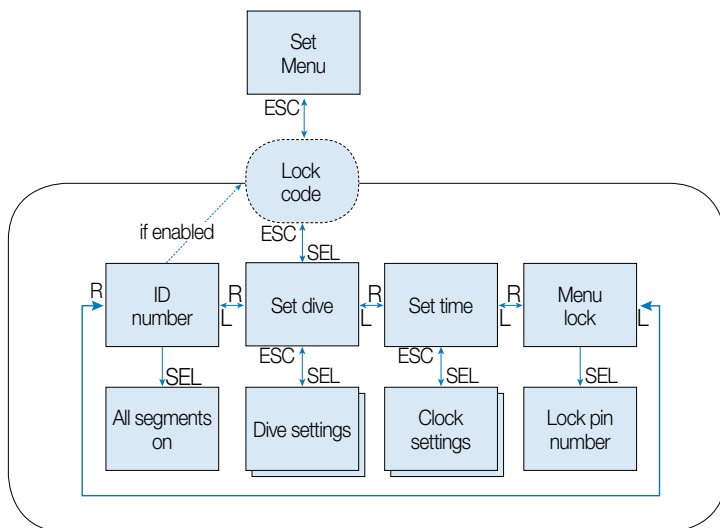 Set
Menu
ESC
Lock
code
if enabled
ESC
SEL
R
ID
number
R
L
Set dive
R
L
Set time
R
L
Menu
lock
L
SEL
ESC
SEL
ESC
SEL
SEL
All segments
on
Dive settings
Clock
settings
Lock pin
number